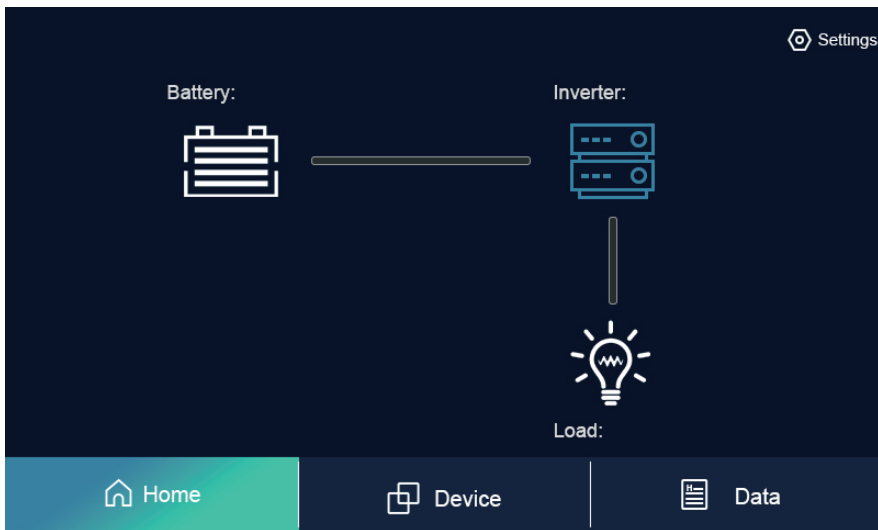 Settings
Battery:
Inverter:
Load:
Home
Device
Data